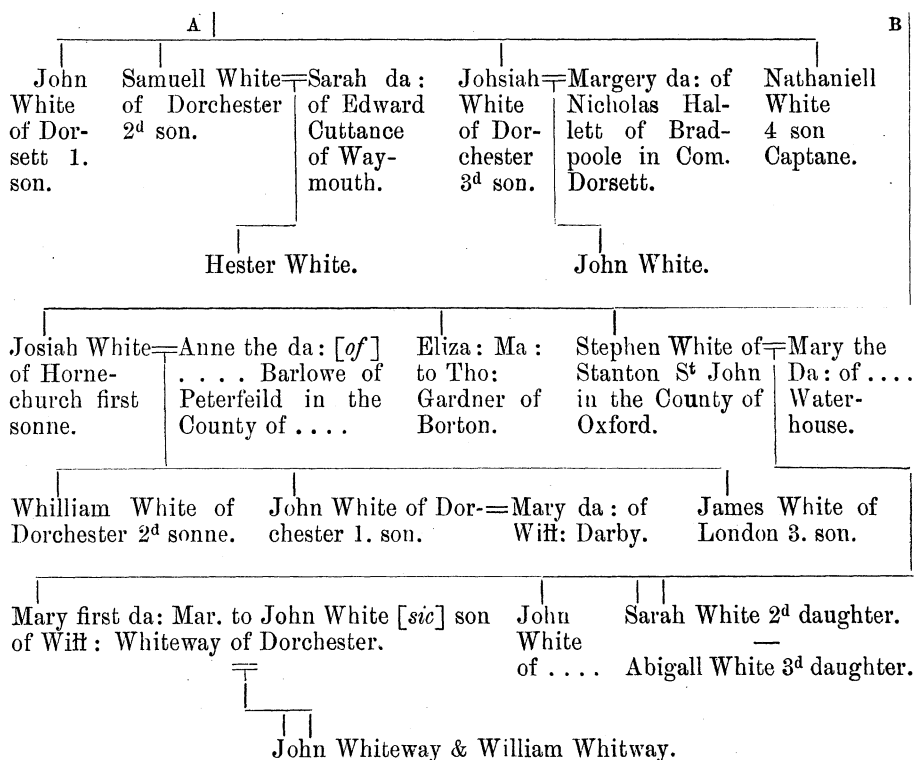 A
B
John
White
of Dor-
sett 1.
son.
Samuell White
of Dorchester
2d son.
Sarah da :
of Edward
Cuttance
of Way-
mouth.
Johsiah
White
of Dor-
chester
3d son.
Margery da: of
Nicholas Hal-
lett of Brad-
poole in Com.
Dorsett.
Nathaniell
White
4 son
Captane.
Hester White.
John White.
Josiah White
of Horne-
church first
sonne.
Anne the da: [of]
. . . . Barlowe of
Peterfeild in the
County of . . . .
Eliza: Ma :
to Tho:
Gardner of
Borton.
Stephen White of
Stanton St John
in the County of
Oxford.
Mary the
Da: of . . . .
Water-
house.
Whilliam White of
Dorchester 2d sonne.
John White of Dor-
chester 1. son.
Mary da : of
Wiłł: Darby.
James White of
London 3. son.
Mary first da: Mar. to John White [sic] son
of Wiłł : Whiteway of Dorchester.
John
White
of . . . .
Sarah White 2d daughter.
Abigall White 3d daughter.
John Whiteway & William Whitway.